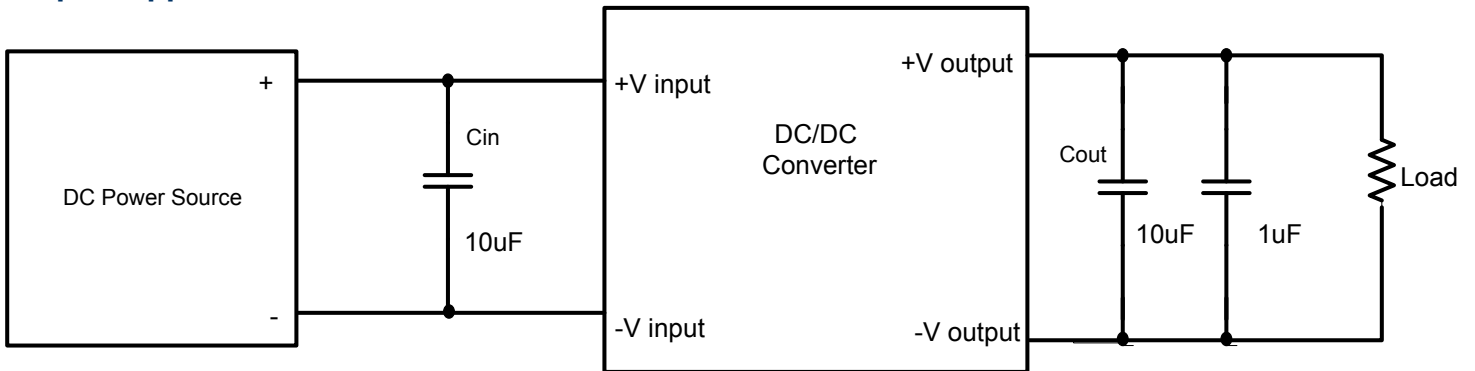 +
-
DC Power Source
Cin
10uF
+V input
-V input
DC/DC
Converter
+V output
-V output
Cout
10uF
1uF
Load